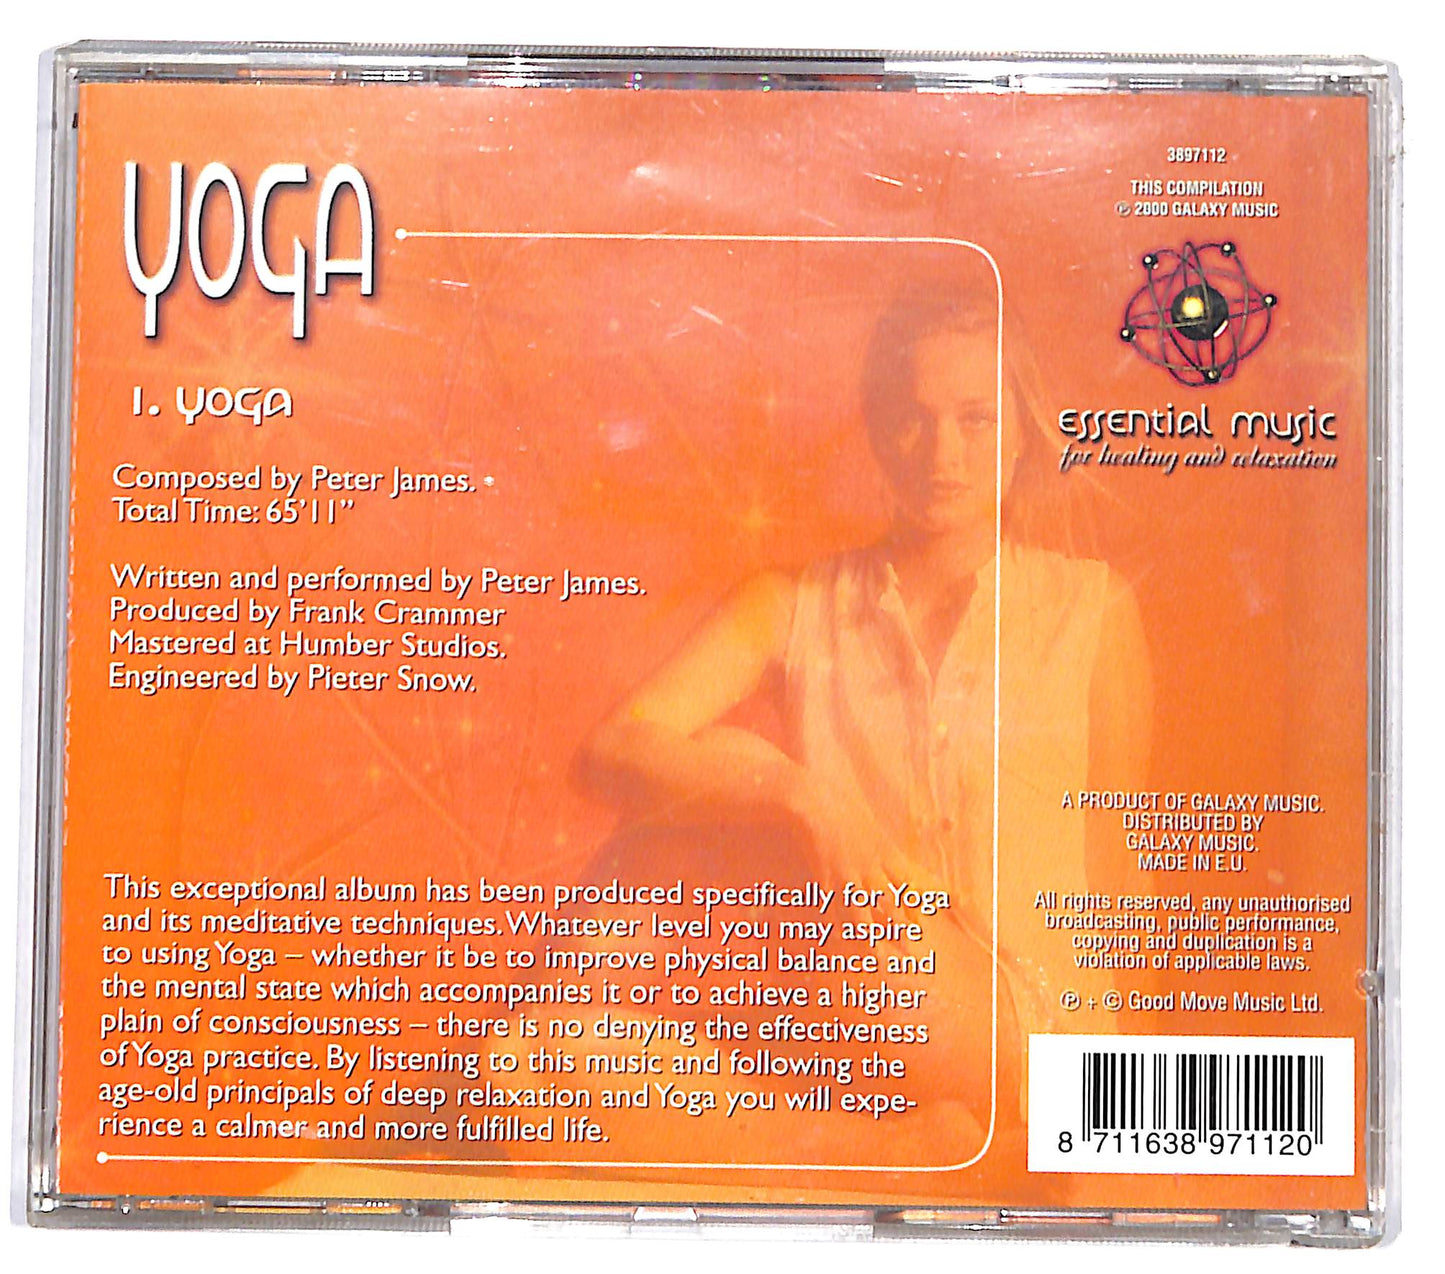 YOGA
1. YOGA
Composed by Peter James. *
Total Time: 65'11"
Written and performed by Peter James.
Produced by Frank Crammer
Mastered at Humber Studios.
Engineered by Pieter Snow.
This exceptional album has been produced specifically for Yoga
and its meditative techniques. Whatever level you may aspire
to using Yoga – whether it be to improve physical balance and
the mental state which accompanies it or to achieve a higher
plain of consciousness – there is no denying the effectiveness
of Yoga practice. By listening to this music and following the
age-old principals of deep relaxation and Yoga you will expe-
rience a calmer and more fulfilled life.
3897112
THIS COMPILATION
℗ 2000 GALAXY MUSIC
Essential music
for healing and relaxation
A PRODUCT OF GALAXY MUSIC.
DISTRIBUTED BY
GALAXY MUSIC.
MADE IN E.U.
All rights reserved, any unauthorised
broadcasting, public performance,
copying and duplication is a
violation of applicable laws.
℗ + © Good Move Music Ltd.
8 711638 971120